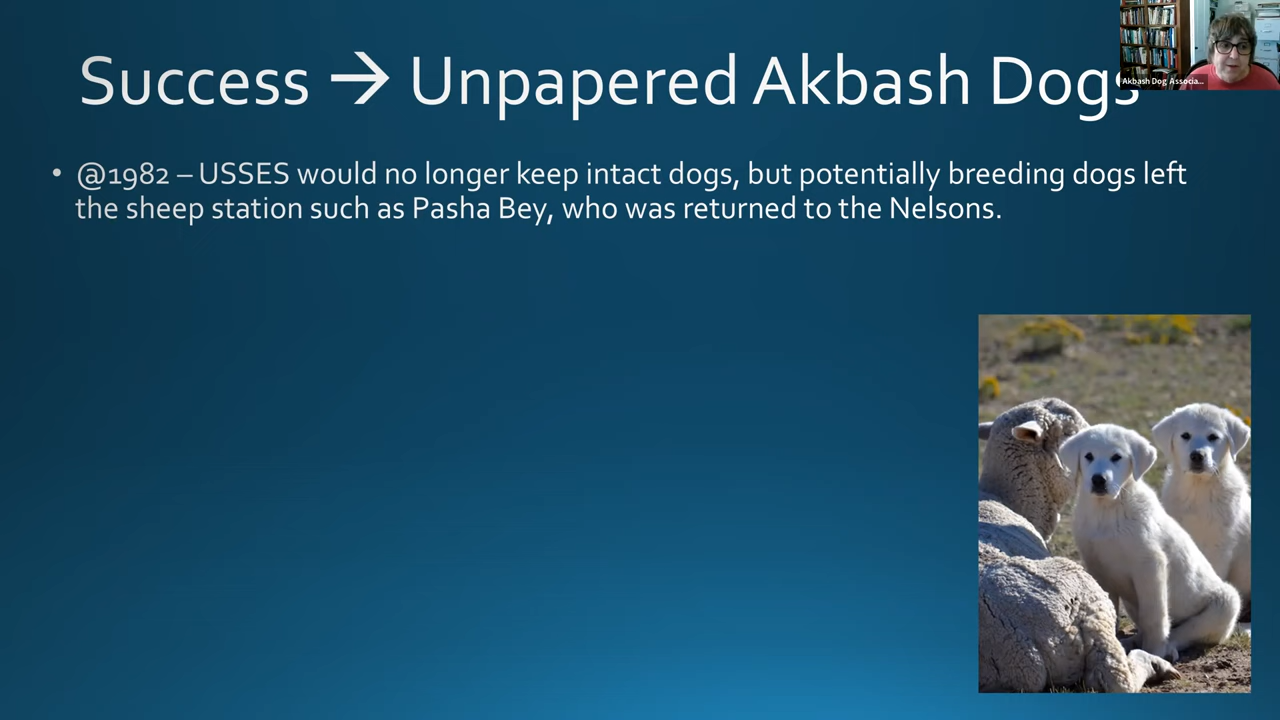 Success → Unpapered Akbash Dogs
Akbash Dog Associa...
• @1982 – USSES would no longer keep intact dogs, but potentially breeding dogs left
the sheep station such as Pasha Bey, who was returned to the Nelsons.